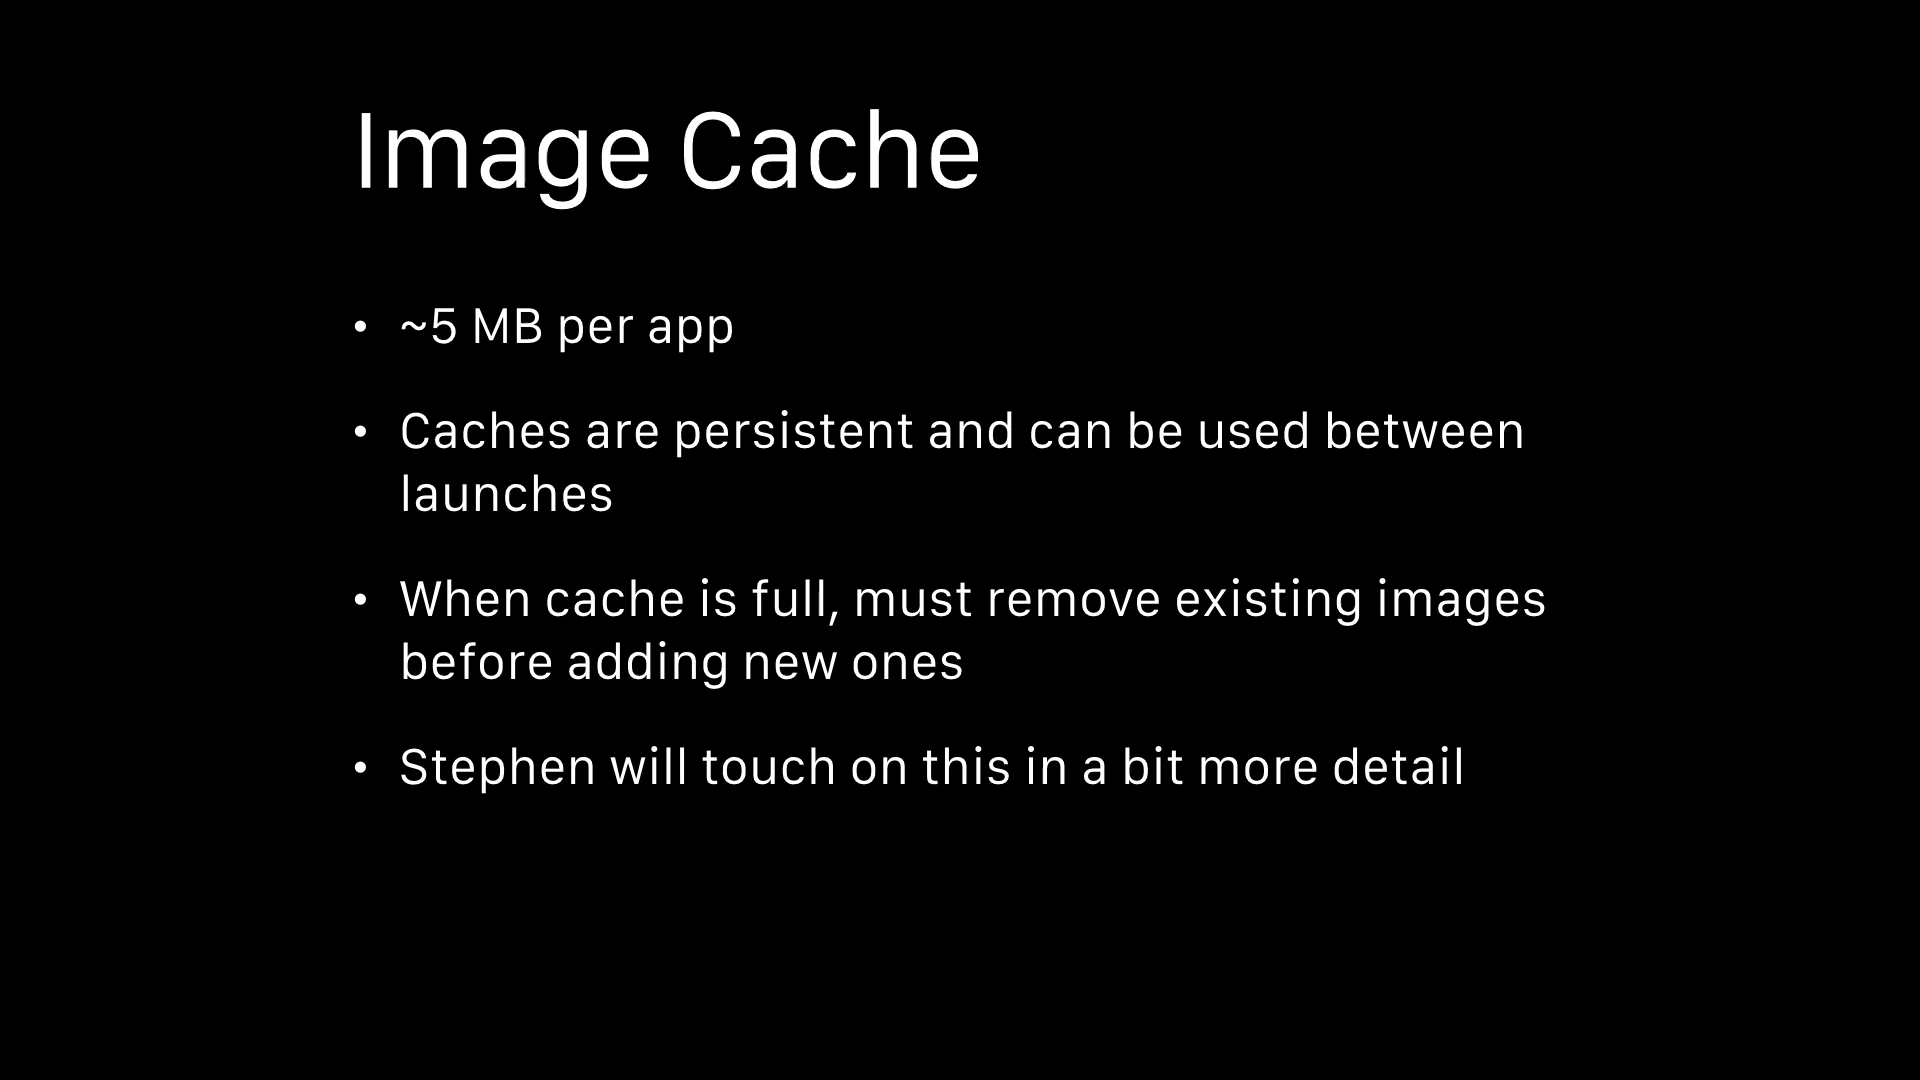 Image Cache
• ~5 MB per app
• Caches are persistent and can be used between
launches
• When cache is full, must remove existing images
before adding new ones
• Stephen will touch on this in a bit more detail